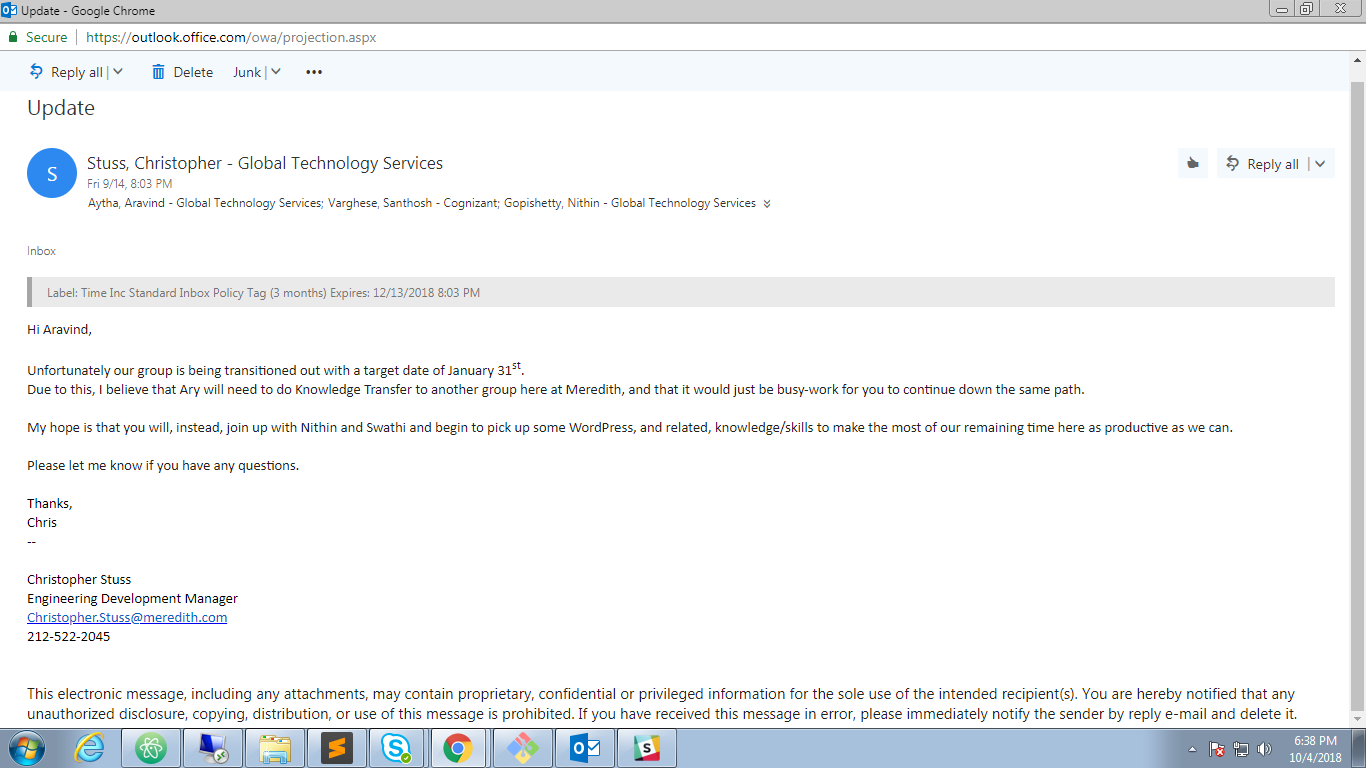 Update - Google Chrome
Secure | https://outlook.office.com/owa/projection.aspx
Reply all | Delete Junk | •••
Update
S
Stuss, Christopher - Global Technology Services
Fri 9/14, 8:03 PM
Reply all |
Aytha, Aravind - Global Technology Services; Varghese, Santhosh - Cognizant; Gopishetty, Nithin - Global Technology Services
Inbox
Label: Time Inc Standard Inbox Policy Tag (3 months) Expires: 12/13/2018 8:03 PM
Hi Aravind,
Unfortunately our group is being transitioned out with a target date of January 31st.
Due to this, I believe that Ary will need to do Knowledge Transfer to another group here at Meredith, and that it would just be busy-work for you to continue down the same path.
My hope is that you will, instead, join up with Nithin and Swathi and begin to pick up some WordPress, and related, knowledge/skills to make the most of our remaining time here as productive as we can.
Please let me know if you have any questions.
Thanks,
Chris
--
Christopher Stuss
Engineering Development Manager
Christopher.Stuss@meredith.com
212-522-2045
This electronic message, including any attachments, may contain proprietary, confidential or privileged information for the sole use of the intended recipient(s). You are hereby notified that any
unauthorized disclosure, copying, distribution, or use of this message is prohibited. If you have received this message in error, please immediately notify the sender by reply e-mail and delete it.
6:38 PM
10/4/2018